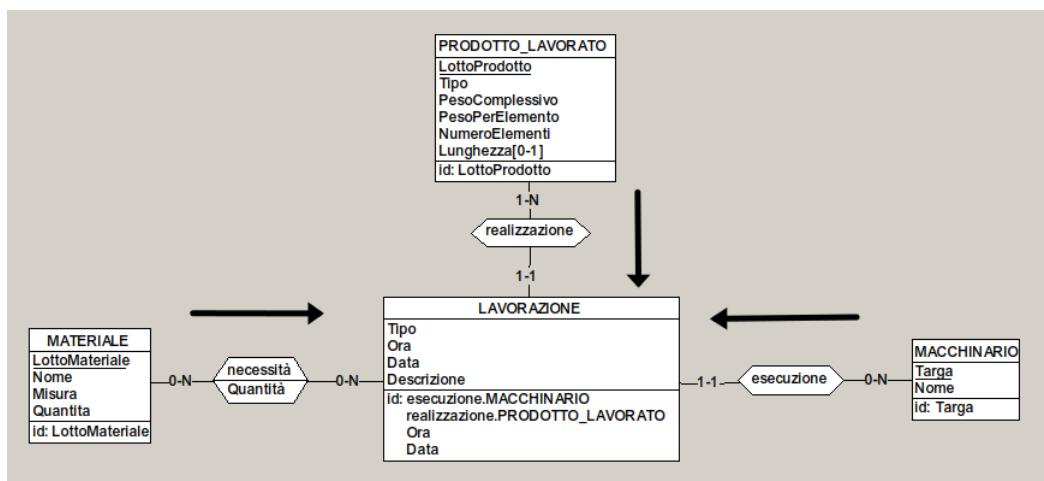 PRODOTTO_LAVORATO
LottoProdotto
Tipo
PesoComplessivo
PesoPerElemento
NumeroElementi
Lunghezza[0-1]
id: LottoProdotto
1-N
realizzazione
1-1
LAVORAZIONE
Tipo
Ora
Data
Descrizione
id: esecuzione.MACCHINARIO
realizzazione.PRODOTTO_LAVORATO
Ora
Data
MATERIALE
LottoMateriale
Nome
Misura
Quantita
id: LottoMateriale
0-N
necessità
Quantità
0-N
1-1
esecuzione
0-N
MACCHINARIO
Targa
Nome
id: Targa